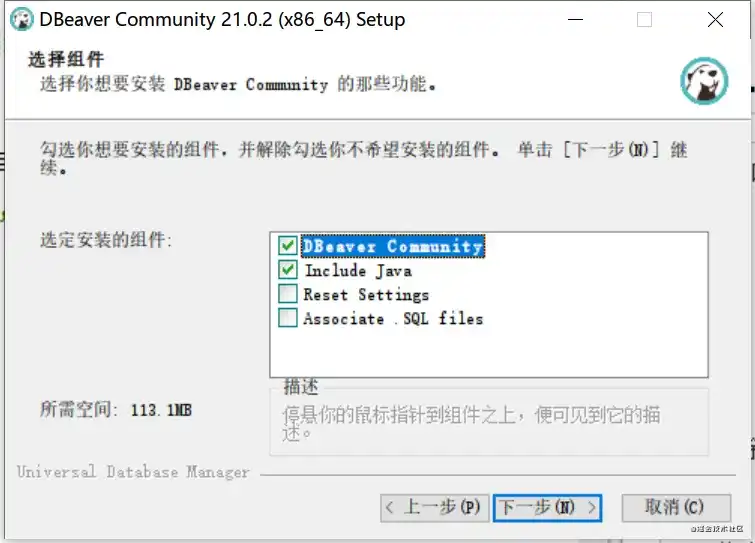 DBeaver Community 21.0.2 (x86_64) Setup
选择组件
选择你想要安装 DBeaver Community 的那些功能。
勾选你想要安装的组件，并解除勾选你不希望安装的组件。 单击 [下一步(N)] 继
续。
选定安装的组件:
DBeaver Community
Include Java
Reset Settings
Associate .SQL files
所需空间: 113.1MB
描述
停悬你的鼠标指针到组件之上，便可见到它的描
述。
Universal Database Manager
< 上一步(P)
下一步(N) >
取消(C)
@掘金技术社区